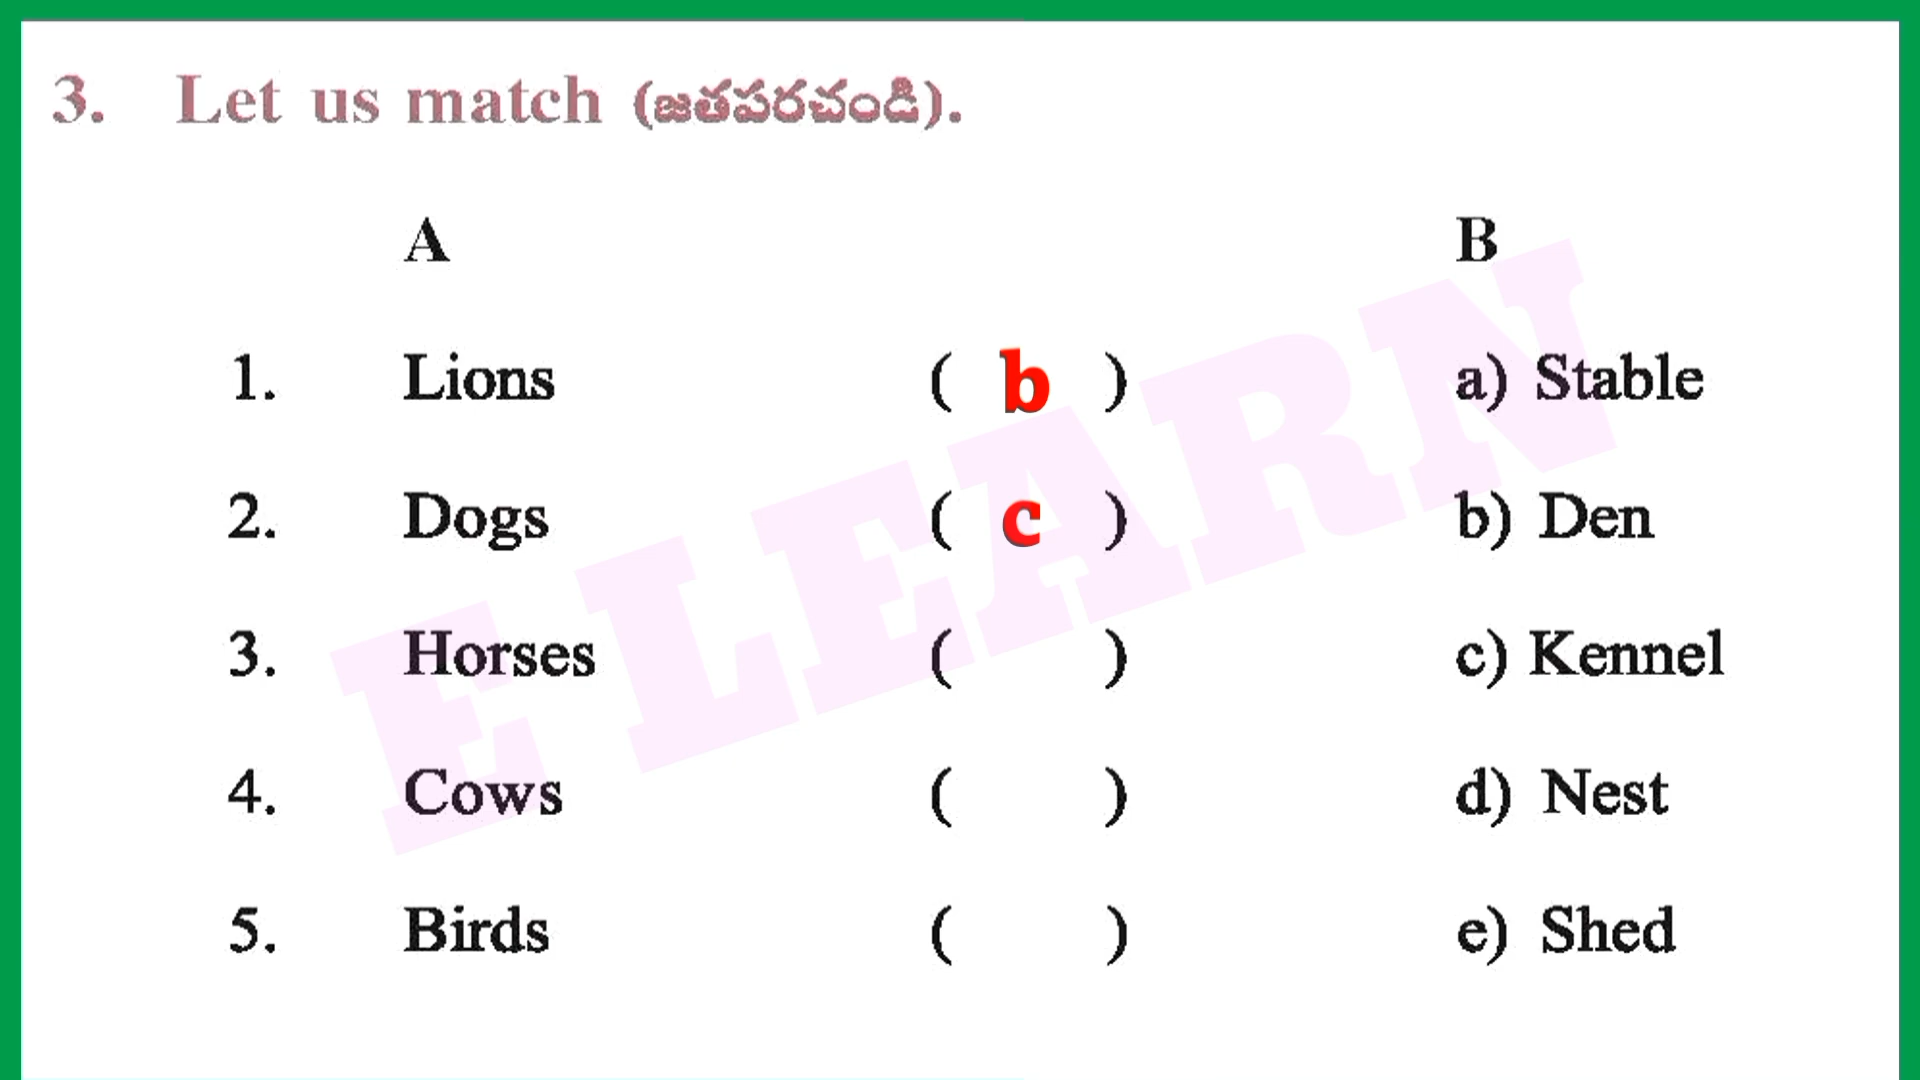 3. Let us match (జతపరచండి).
A B
1. Lions ( b ) a) Stable
2. Dogs ( c ) b) Den
3. Horses ( ) c) Kennel
4. Cows ( ) d) Nest
5. Birds ( ) e) Shed
E LEARN